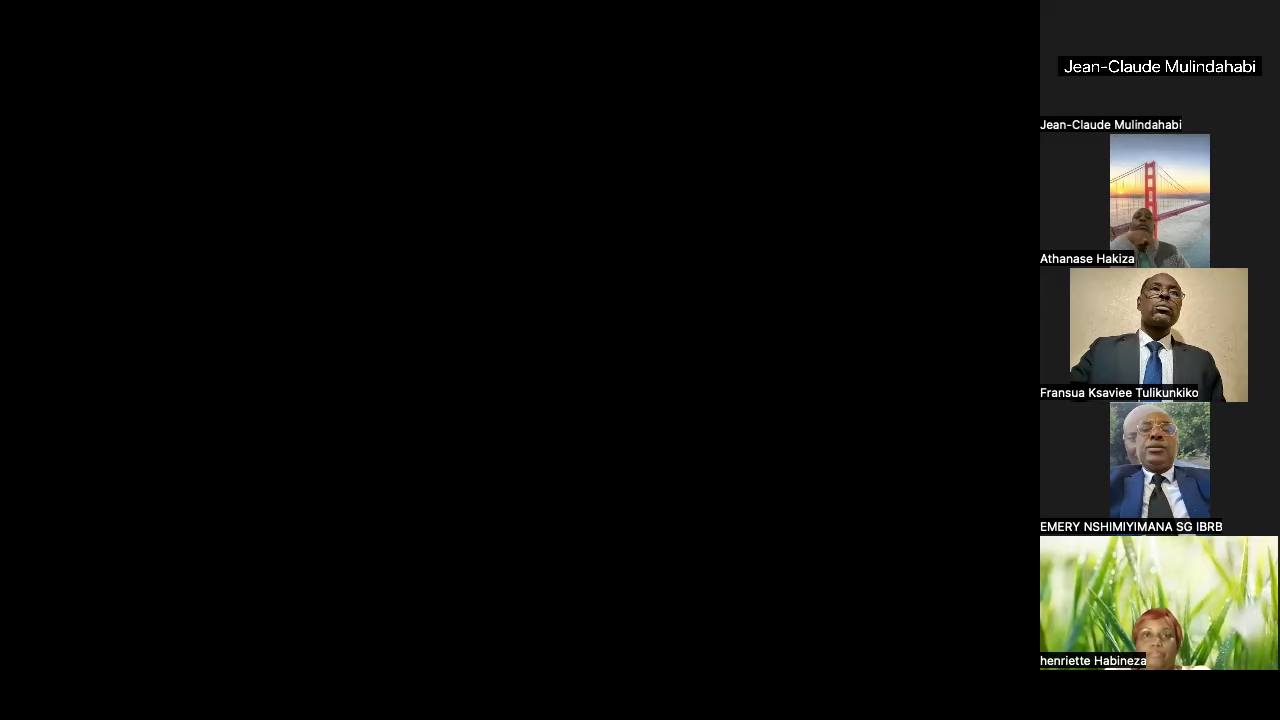 Jean-Claude Mulindahabi
Jean-Claude Mulindahabi
Athanase Hakiza
Fransua Ksaviee Tulikunkiko
EMERY NSHIMIYIMANA SG IBRB
henriette Habineza